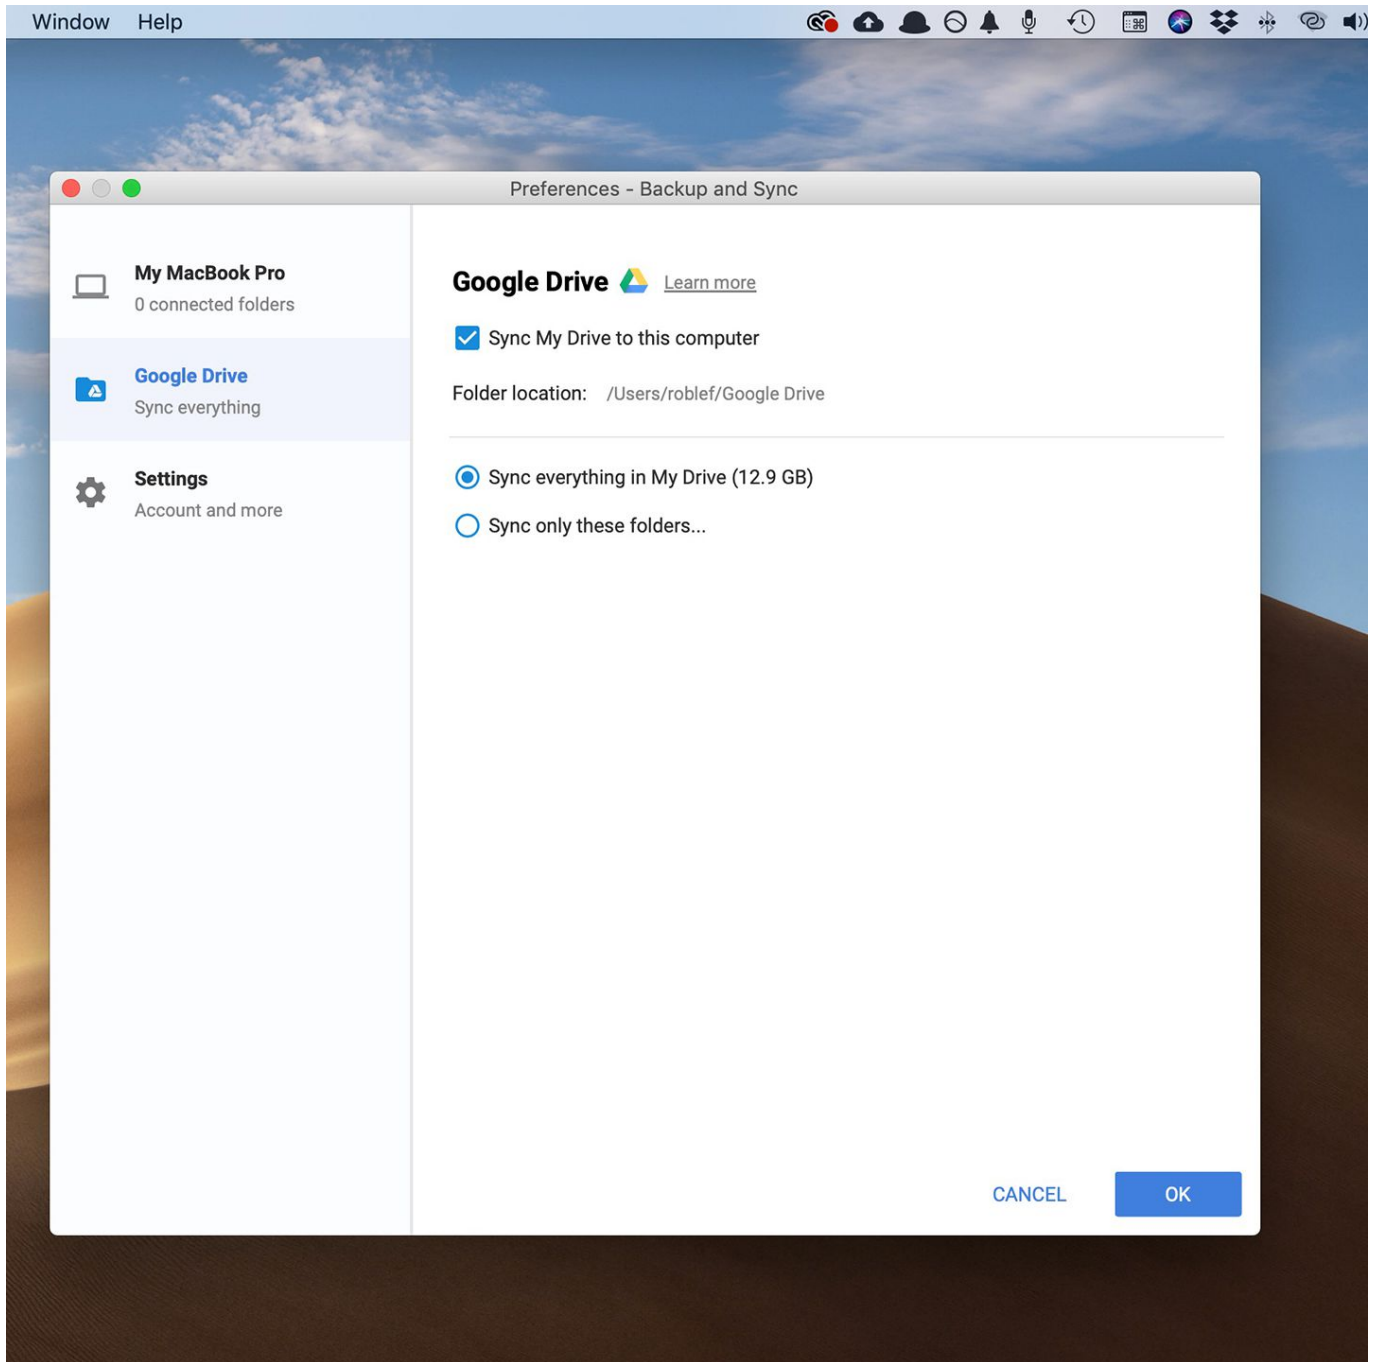 Window Help
Preferences - Backup and Sync
My MacBook Pro
0 connected folders
Google Drive
Sync everything
Settings
Account and more
Google Drive Learn more
Sync My Drive to this computer
Folder location: /Users/roblef/Google Drive
Sync everything in My Drive (12.9 GB)
Sync only these folders...
CANCEL OK